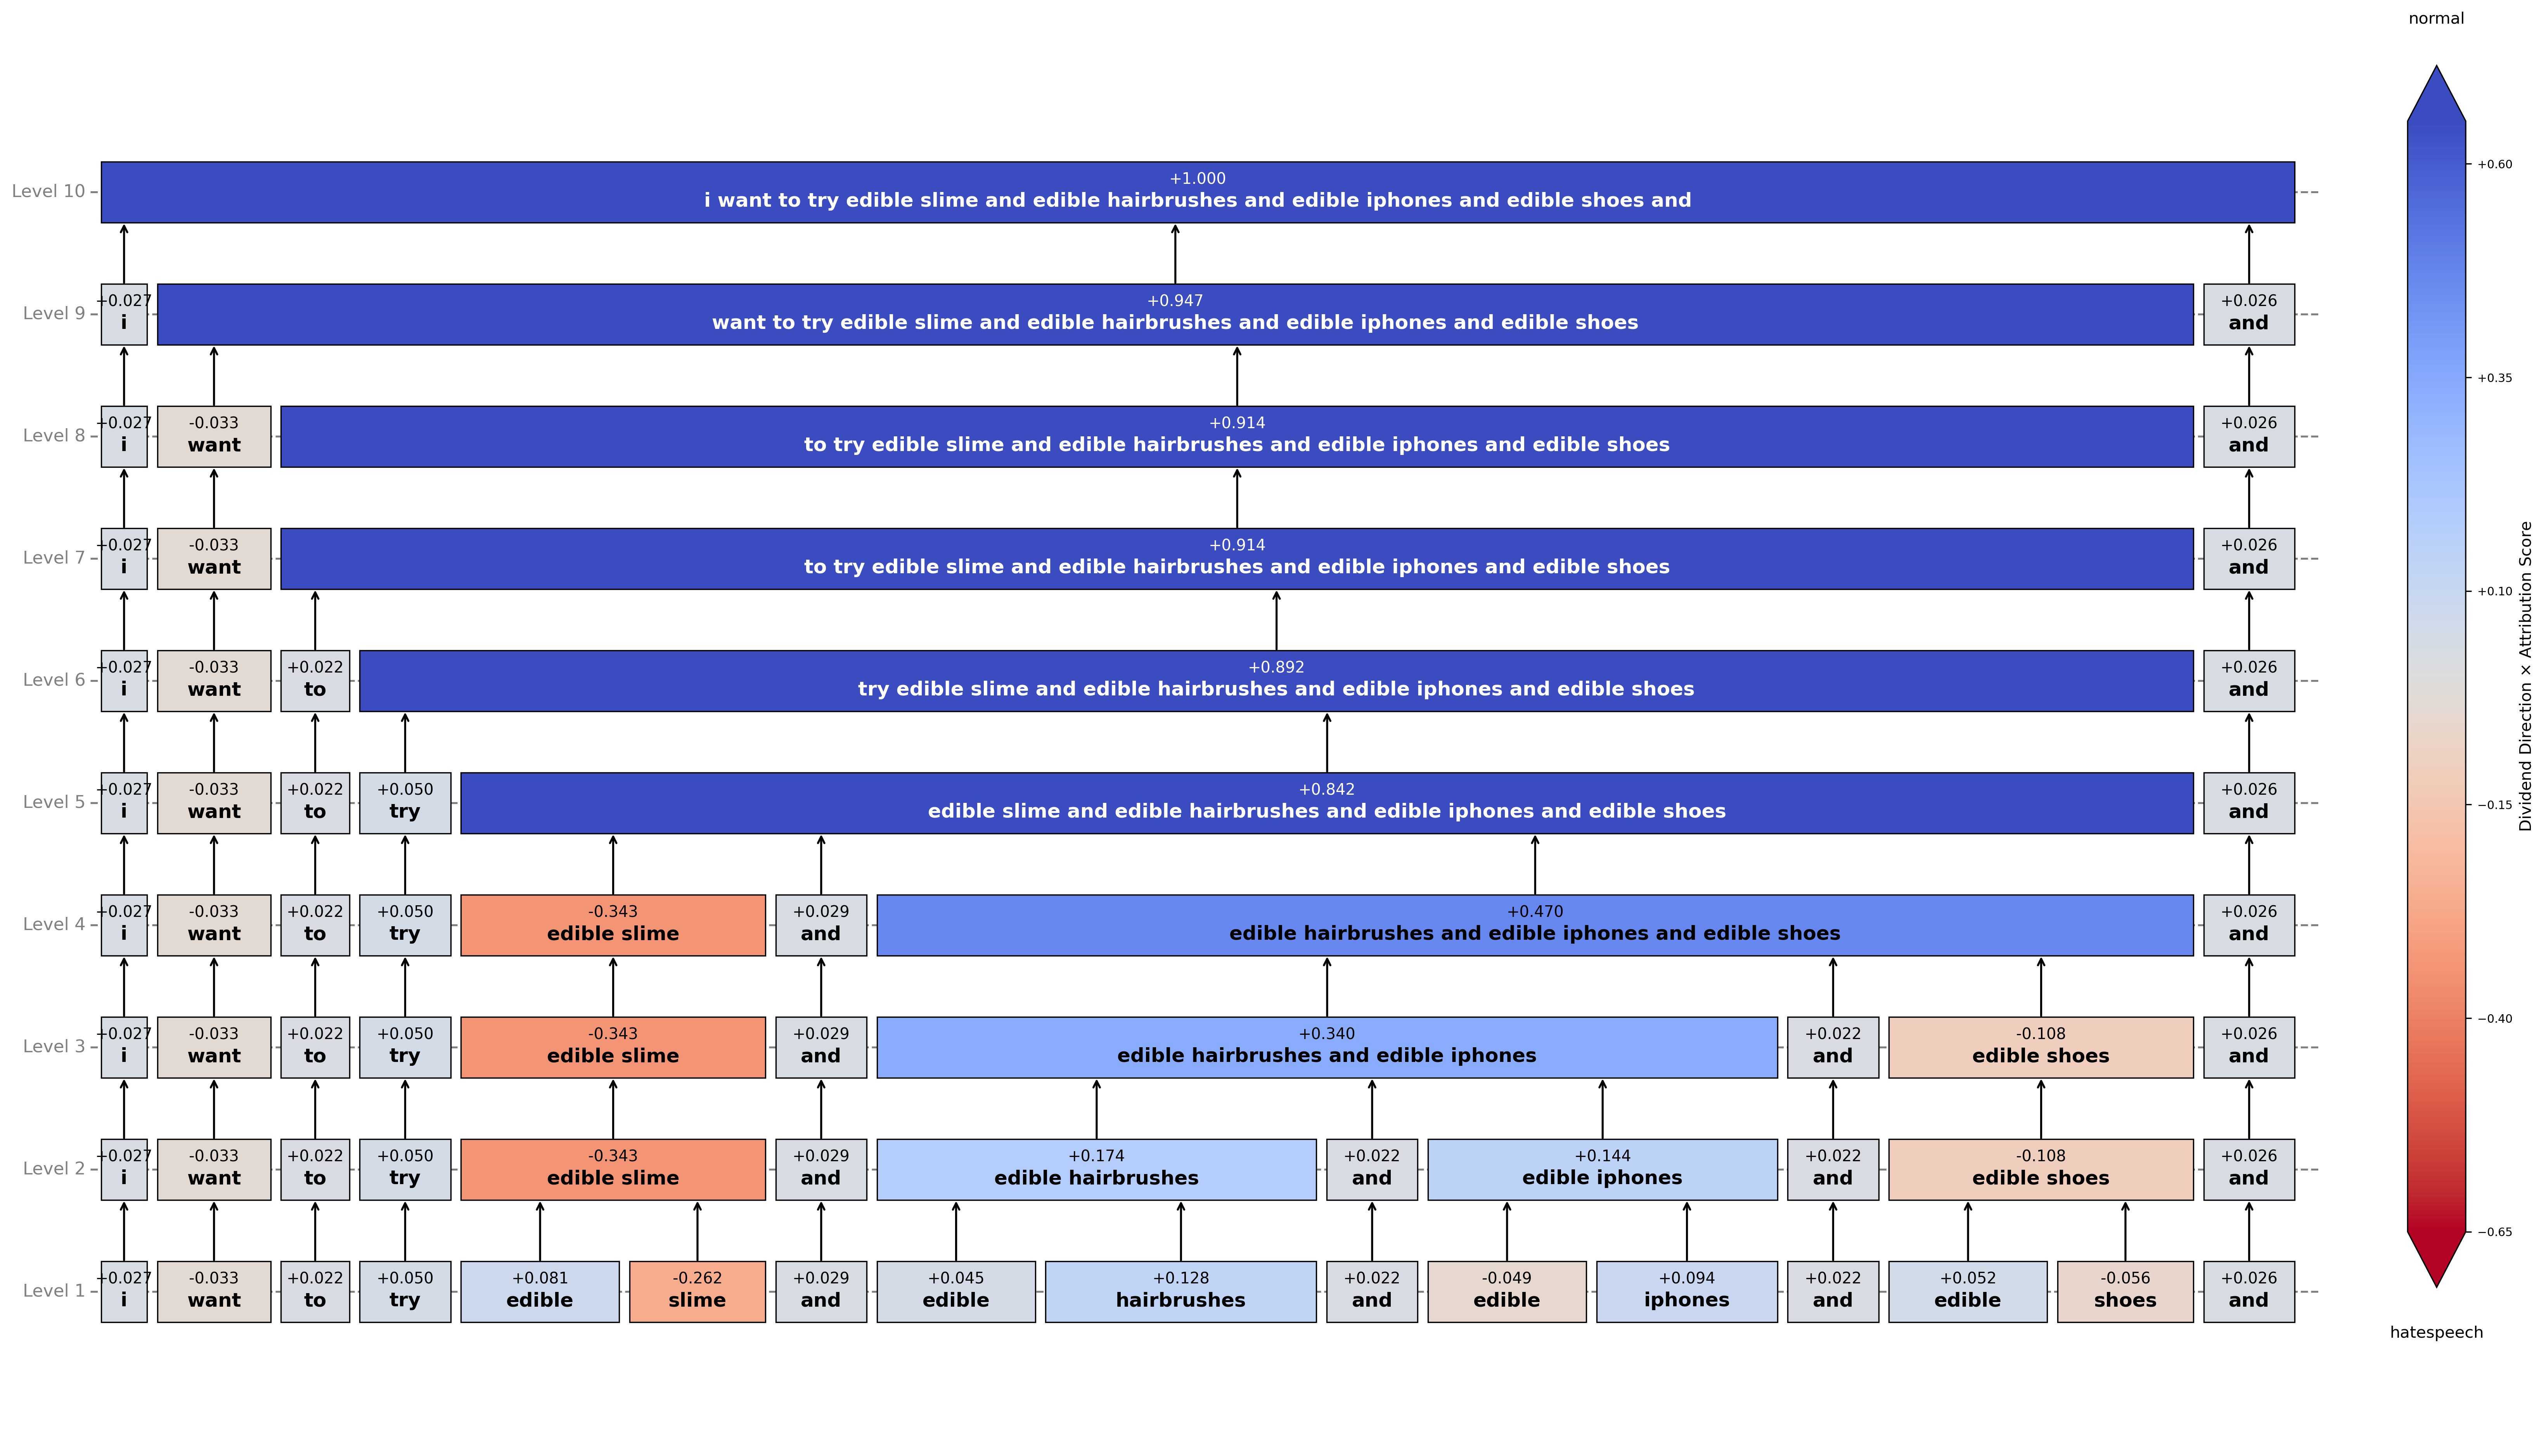 normal
Level 10
+1.000
i want to try edible slime and edible hairbrushes and edible iphones and edible shoes and
Level 9
+0.027 +0.947 +0.026
i want to try edible slime and edible hairbrushes and edible iphones and edible shoes and
Level 8
+0.027 -0.033 +0.914 +0.026
i want to try edible slime and edible hairbrushes and edible iphones and edible shoes and
Level 7
+0.027 -0.033 +0.914 +0.026
i want to try edible slime and edible hairbrushes and edible iphones and edible shoes and
Level 6
+0.027 -0.033 +0.022 +0.892 +0.026
i want to try edible slime and edible hairbrushes and edible iphones and edible shoes and
Level 5
+0.027 -0.033 +0.022 +0.050 +0.842 +0.026
i want to try edible slime and edible hairbrushes and edible iphones and edible shoes and
Level 4
+0.027 -0.033 +0.022 +0.050 -0.343 +0.029 +0.470 +0.026
i want to try edible slime and edible hairbrushes and edible iphones and edible shoes and
Level 3
+0.027 -0.033 +0.022 +0.050 -0.343 +0.029 +0.340 +0.022 -0.108 +0.026
i want to try edible slime and edible hairbrushes and edible iphones and edible shoes and
Level 2
+0.027 -0.033 +0.022 +0.050 -0.343 +0.029 +0.174 +0.022 +0.144 +0.022 -0.108 +0.026
i want to try edible slime and edible hairbrushes and edible iphones and edible shoes and
Level 1
+0.027 -0.033 +0.022 +0.050 +0.081 -0.262 +0.029 +0.045 +0.128 +0.022 -0.049 +0.094 +0.022 +0.052 -0.056 +0.026
i want to try edible slime and edible hairbrushes and edible iphones and edible shoes and
+0.60
+0.35
+0.10
−0.15
−0.40
−0.65
Dividend Direction × Attribution Score
hatespeech